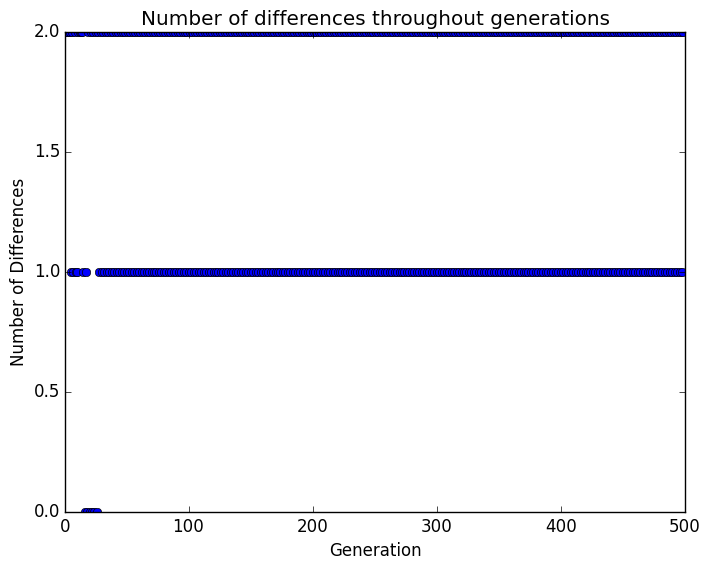 Number of differences throughout generations
2.0
1.5
1.0
0.5
0.0
Number of Differences
0 100 200 300 400 500
Generation